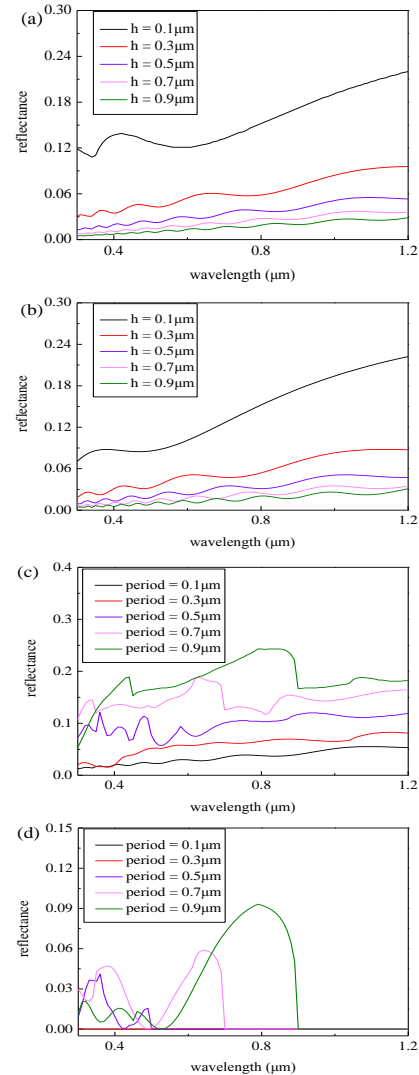 (a)
0.30
0.24
0.18
0.12
0.06
0.00
reflectance
h = 0.1μm
h = 0.3μm
h = 0.5μm
h = 0.7μm
h = 0.9μm
0.4
0.8
1.2
wavelength (μm)
(b)
0.30
0.24
0.18
0.12
0.06
0.00
reflectance
h = 0.1μm
h = 0.3μm
h = 0.5μm
h = 0.7μm
h = 0.9μm
0.4
0.8
1.2
wavelength (μm)
(c)
0.4
0.3
0.2
0.1
0.0
reflectance
period = 0.1μm
period = 0.3μm
period = 0.5μm
period = 0.7μm
period = 0.9μm
0.4
0.8
1.2
wavelength (μm)
(d)
0.15
0.12
0.09
0.06
0.03
0.00
reflectance
period = 0.1μm
period = 0.3μm
period = 0.5μm
period = 0.7μm
period = 0.9μm
0.4
0.8
1.2
wavelength (μm)